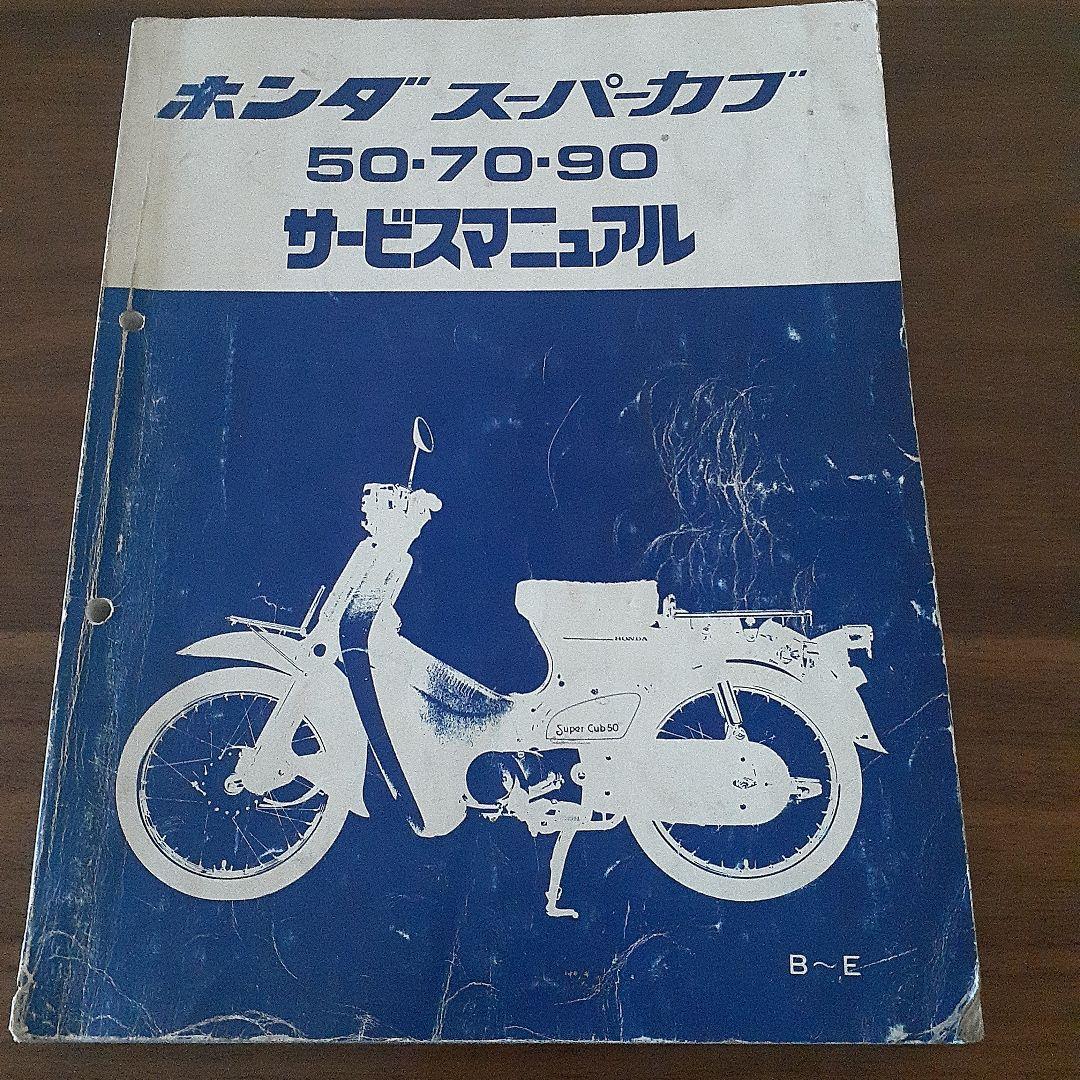 ホンダ スーパーカブ
50・70・90
サービスマニュアル
HONDA
Super Cub 50
B～E